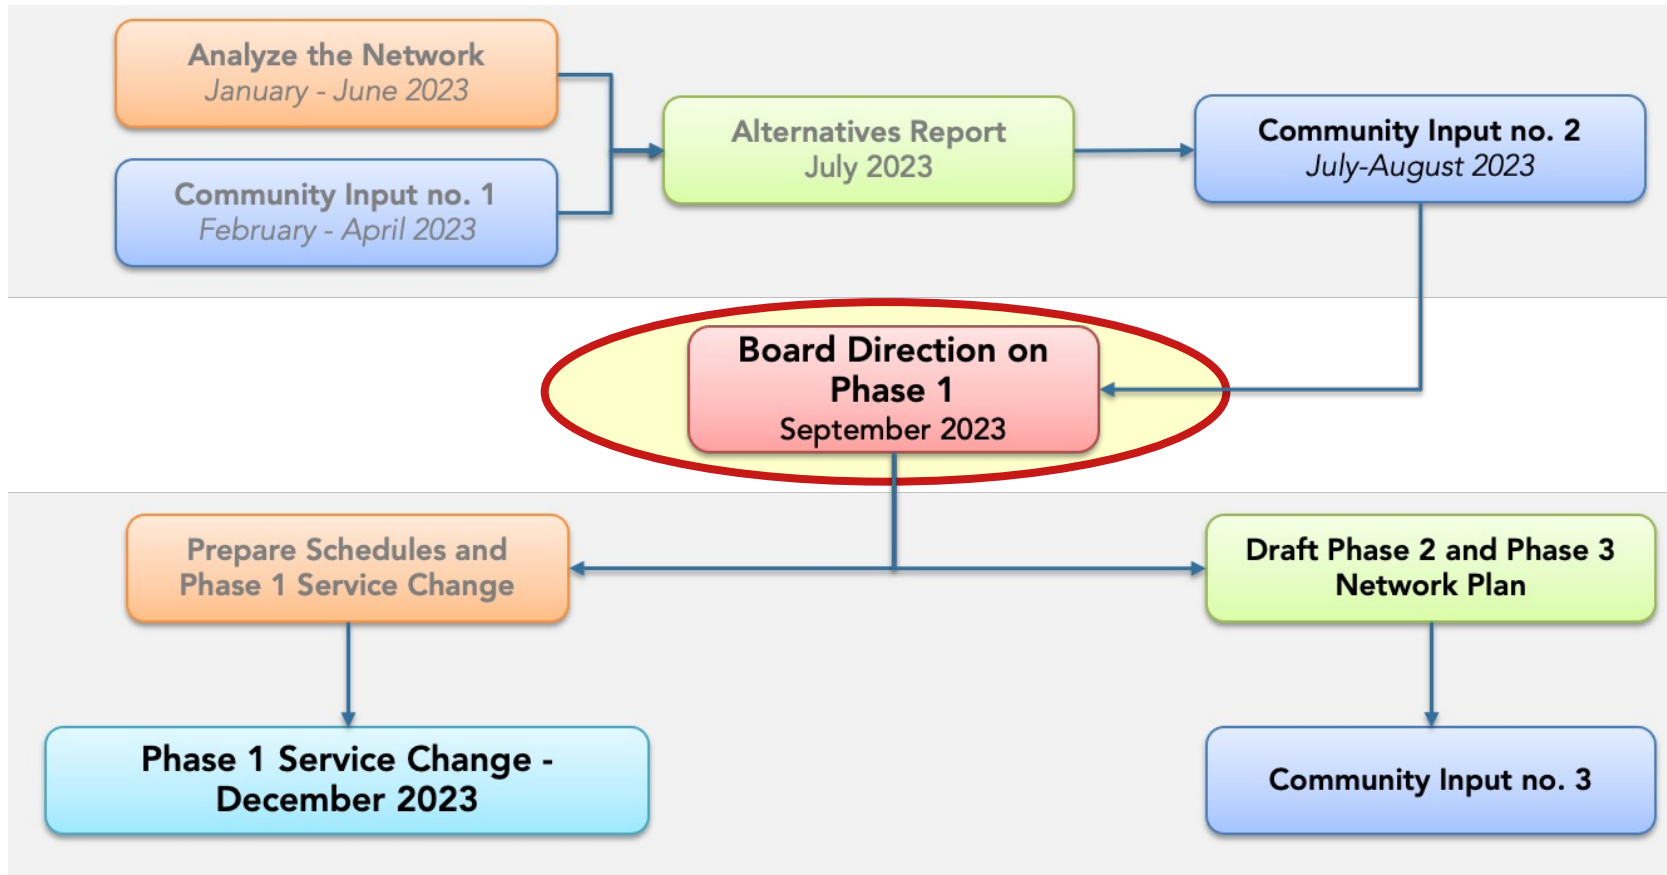 Analyze the Network
January - June 2023
Community Input no. 1
February - April 2023
Alternatives Report
July 2023
Community Input no. 2
July-August 2023
Board Direction on
Phase 1
September 2023
Prepare Schedules and
Phase 1 Service Change
Draft Phase 2 and Phase 3
Network Plan
Phase 1 Service Change -
December 2023
Community Input no. 3